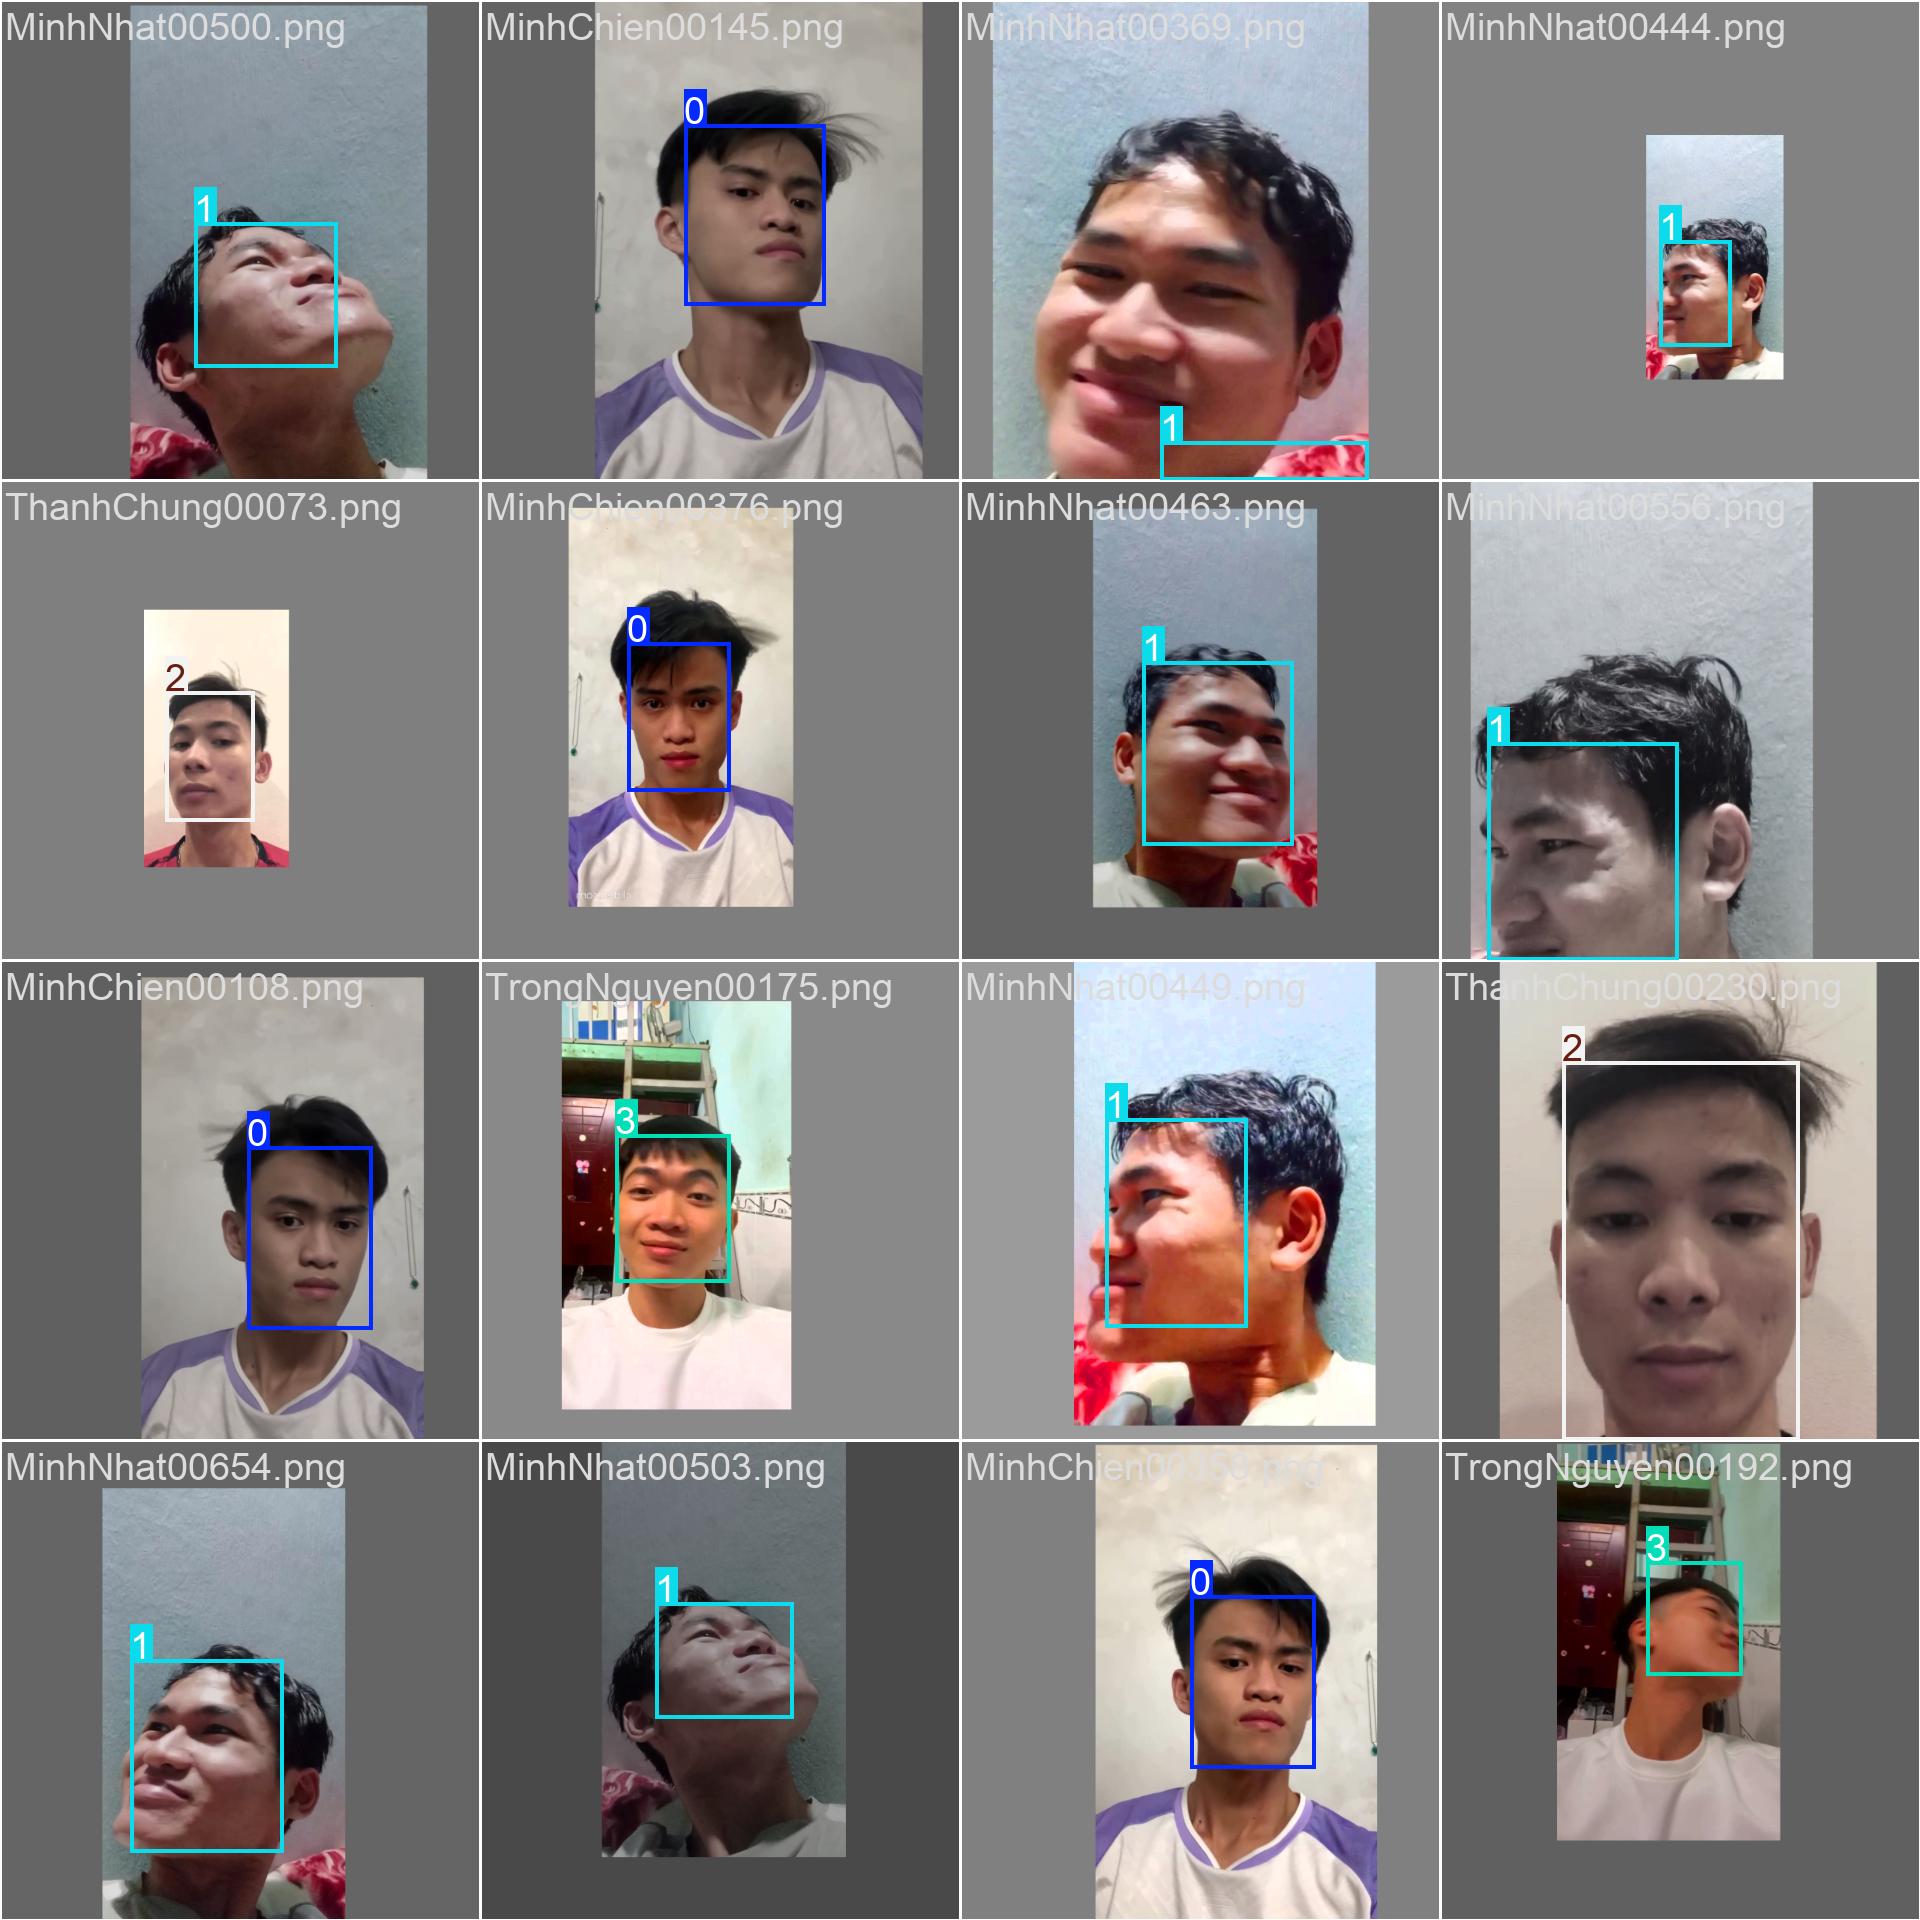 MinhNhat00500.png
MinhChien00145.png
MinhNhat00369.png
MinhNhat00444.png
1
0
1
1
1
ThanhChung00073.png
MinhChien00376.png
MinhNhat00463.png
MinhNhat00556.png
2
0
1
1
MinhChien00108.png
TrongNguyen00175.png
MinhNhat00449.png
ThanhChung00230.png
0
3
1
2
MinhNhat00654.png
MinhNhat00503.png
MinhChien00358.png
TrongNguyen00192.png
1
1
0
3